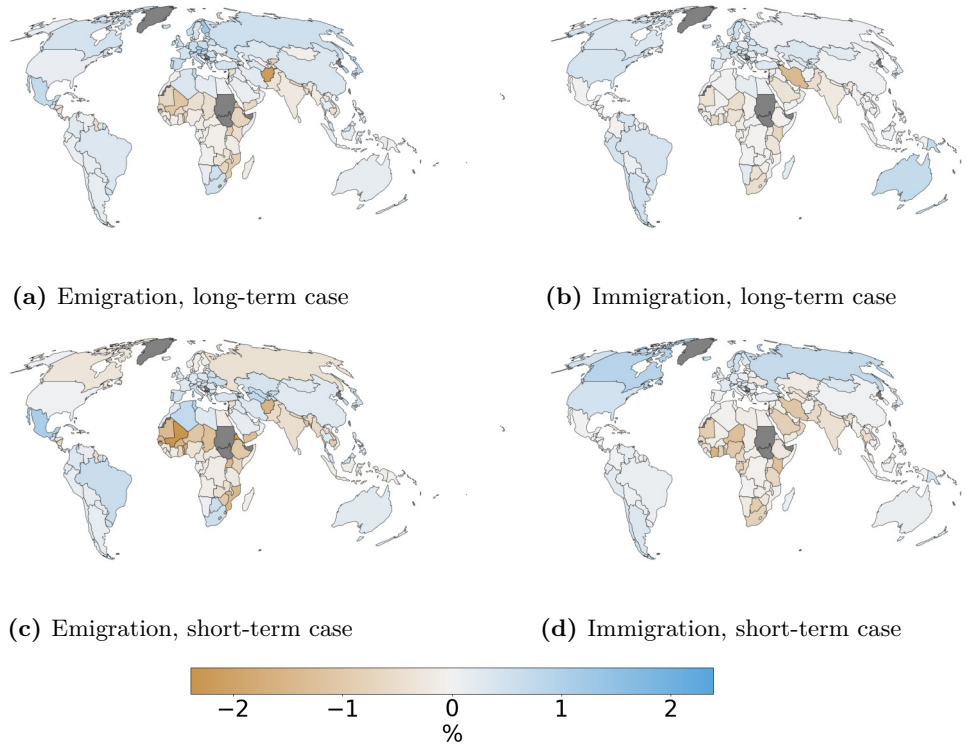 (a) Emigration, long-term case
(b) Immigration, long-term case
(c) Emigration, short-term case
(d) Immigration, short-term case
−2 −1 0 1 2
%